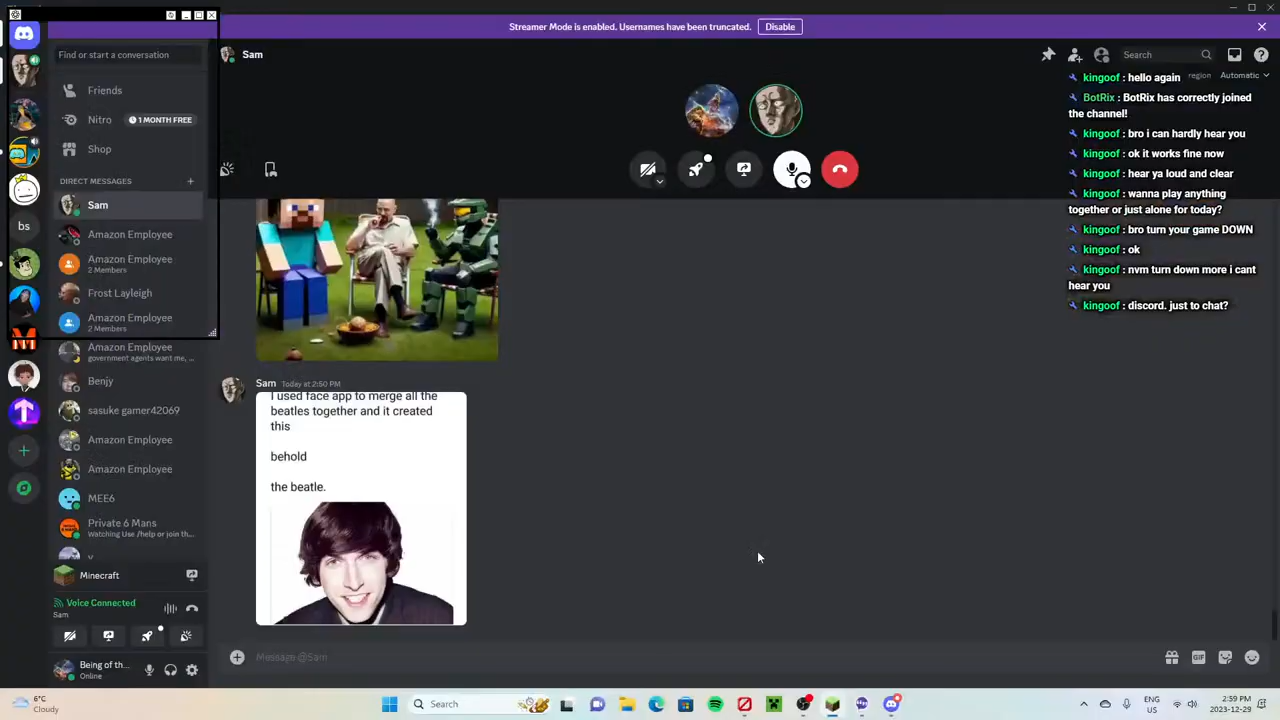 Streamer Mode is enabled. Usernames have been truncated.
Disable
Find or start a conversation
Sam
Search
Friends
Nitro
1 MONTH FREE
Shop
DIRECT MESSAGES
Sam
Amazon Employee
Amazon Employee
2 Members
Frost Layleigh
Amazon Employee
2 Members
Amazon Employee
government agents want me, ...
Benjy
sasuke gamer42069
Amazon Employee
Amazon Employee
MEE6
Private 6 Mans
Watching Use /help or join th...
bs
Minecraft
Voice Connected
Sam
Being of th...
Online
Sam Today at 2:50 PM
I used face app to merge all the
beatles together and it created
this
behold
the beatle.
Message @Sam
kingoof : hello again
region
Automatic
BotRix : BotRix has correctly joined
the channel!
kingoof : bro i can hardly hear you
kingoof : ok it works fine now
kingoof : hear ya loud and clear
kingoof : wanna play anything
together or just alone for today?
kingoof : bro turn your game DOWN
kingoof : ok
kingoof : nvm turn down more i cant
hear you
kingoof : discord. just to chat?
6°C
Cloudy
Search
ENG
US
2:59 PM
2023-12-29